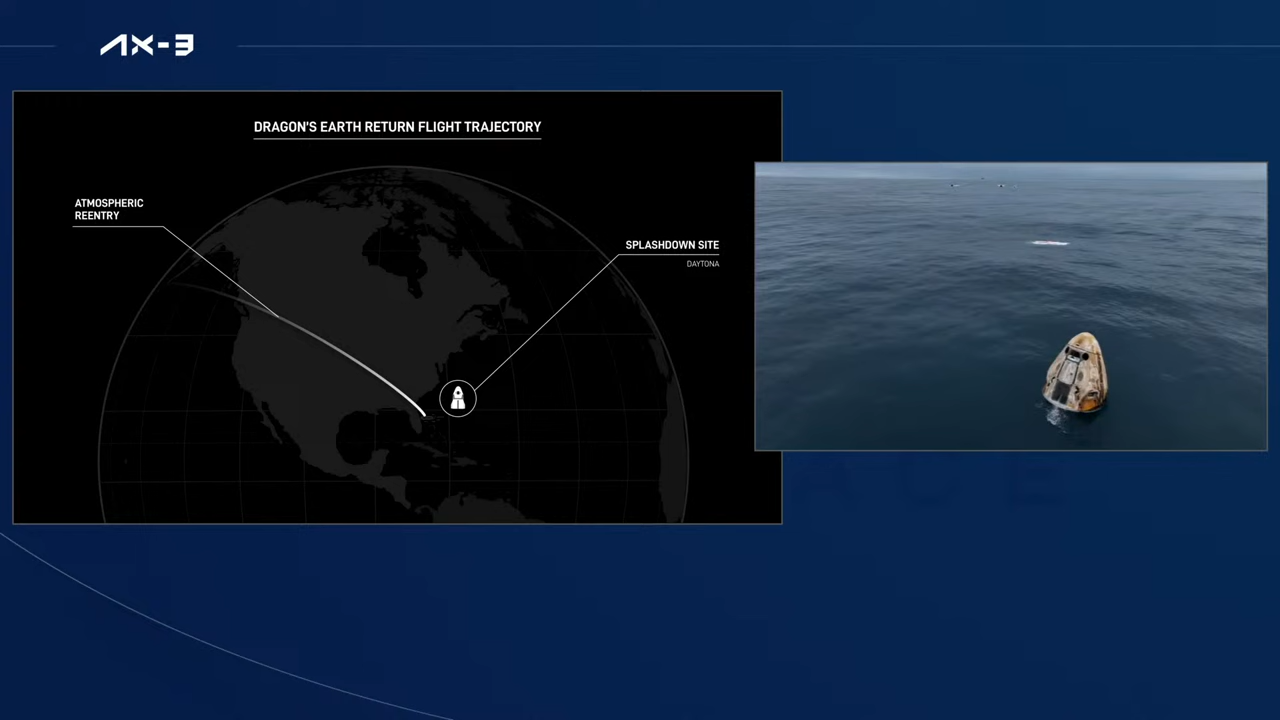 AX-3
DRAGON'S EARTH RETURN FLIGHT TRAJECTORY
ATMOSPHERIC
REENTRY
SPLASHDOWN SITE
DAYTONA